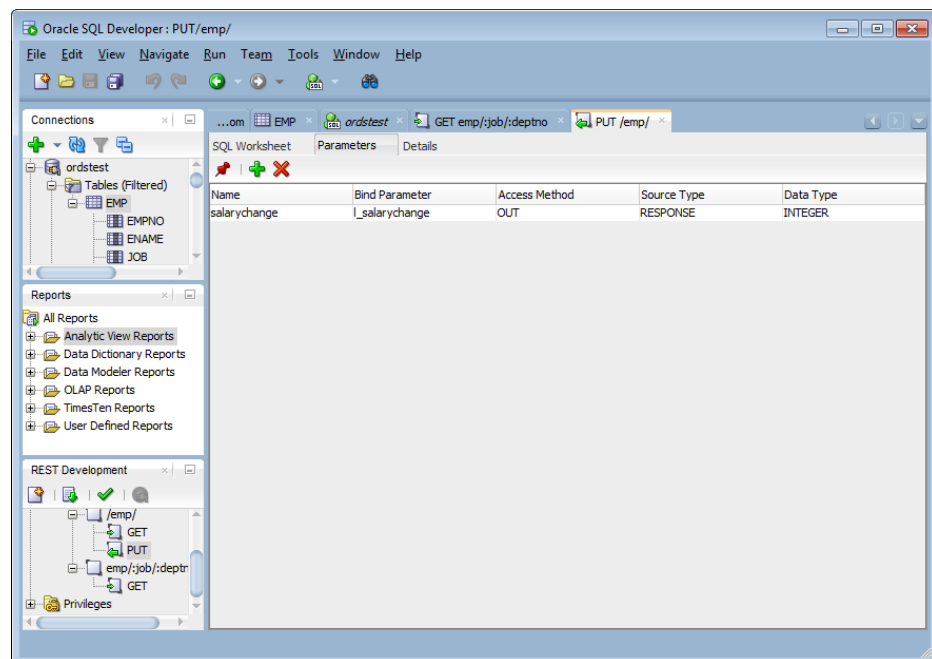 Oracle SQL Developer : PUT/emp/
File Edit View Navigate Run Team Tools Window Help
Connections
ordstest
Tables (Filtered)
EMP
EMPNO
ENAME
JOB
Reports
All Reports
Analytic View Reports
Data Dictionary Reports
Data Modeler Reports
OLAP Reports
TimesTen Reports
User Defined Reports
REST Development
/emp/
GET
PUT
emp/:job/:deptr
GET
Privileges
...om EMP ordstest GET emp/:job/:deptno PUT /emp/
SQL Worksheet Parameters Details
Name Bind Parameter Access Method Source Type Data Type
salarychange l_salarychange OUT RESPONSE INTEGER